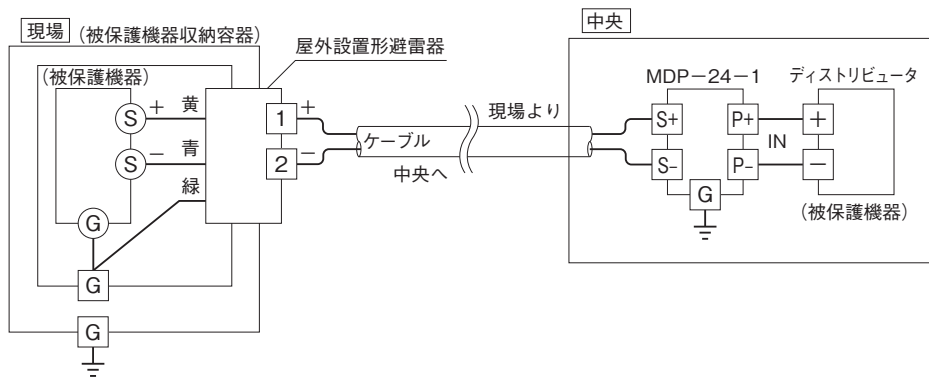 現場 (被保護機器収納容器)
屋外設置形避雷器
(被保護機器)
S + 黄
S − 青
緑
G
G
G
1 +
2 −
ケーブル
現場より
中央へ
中央
MDP−24−1
ディストリビュータ
S+ P+ +
IN
S− P− −
G
(被保護機器)